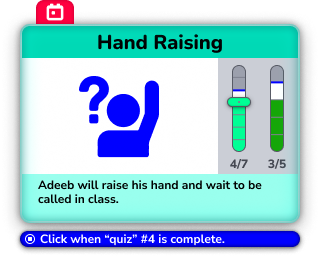 Hand Raising
?
4/7 3/5
Adeeb will raise his hand and wait to be
called in class.
Click when “quiz” #4 is complete.